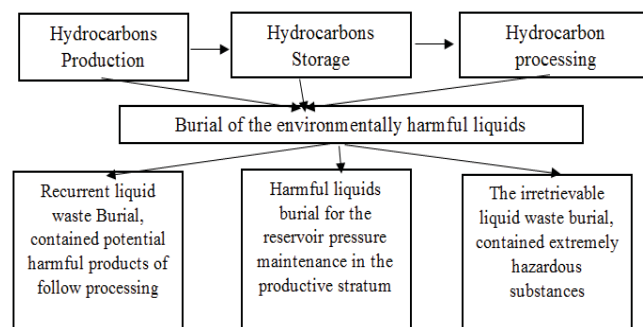 Hydrocarbons
Production
Hydrocarbons
Storage
Hydrocarbon
processing
Burial of the environmentally harmful liquids
Recurrent liquid
waste Burial,
contained potential
harmful products of
follow processing
Harmful liquids
burial for the
reservoir pressure
maintenance in the
productive stratum
The irretrievable
liquid waste burial,
contained extremely
hazardous
substances